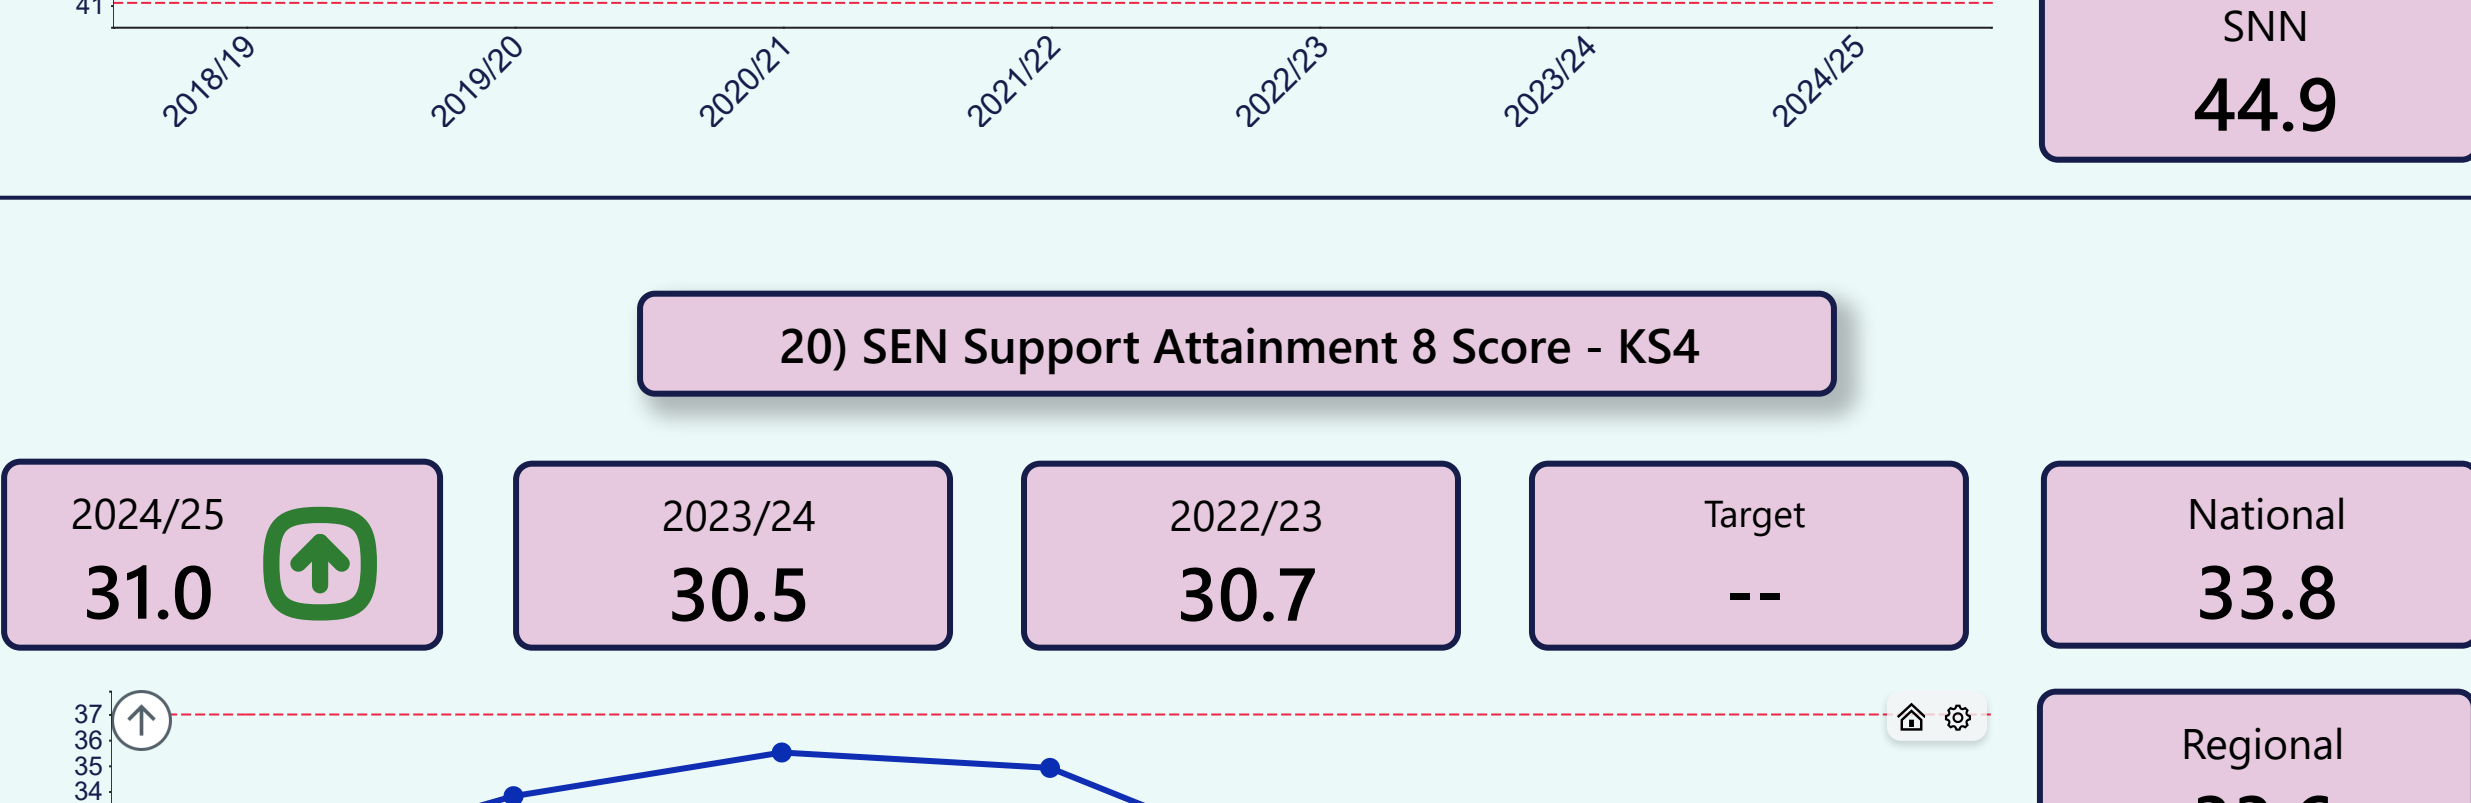 41
2018/19 2019/20 2020/21 2021/22 2022/23 2023/24 2024/25
SNN
44.9
20) SEN Support Attainment 8 Score - KS4
2024/25
31.0
2023/24
30.5
2022/23
30.7
Target
--
National
33.8
37
36
35
34
Regional